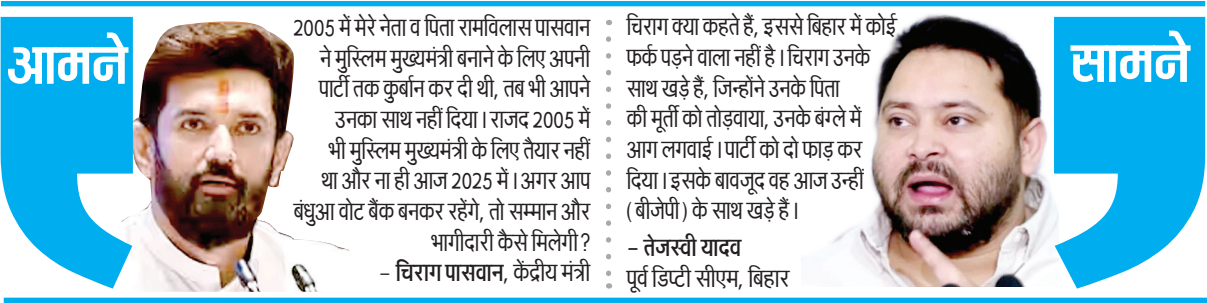 आमने
2005 में मेरे नेता व पिता रामविलास पासवान
ने मुस्लिम मुख्यमंत्री बनाने के लिए अपनी
पार्टी तक कुर्बान कर दी थी, तब भी आपने
उनका साथ नहीं दिया। राजद 2005 में
भी मुस्लिम मुख्यमंत्री के लिए तैयार नहीं
था और ना ही आज 2025 में। अगर आप
बंधुआ वोट बैंक बनकर रहेंगे, तो सम्मान और
भागीदारी कैसे मिलेगी?
– चिराग पासवान, केंद्रीय मंत्री
चिराग क्या कहते हैं, इससे बिहार में कोई
फर्क पड़ने वाला नहीं है। चिराग उनके
साथ खड़े हैं, जिन्होंने उनके पिता
की मूर्ती को तोड़वाया, उनके बंग्ले में
आग लगवाई। पार्टी को दो फाड़ कर
दिया। इसके बावजूद वह आज उन्हीं
(बीजेपी) के साथ खड़े हैं।
– तेजस्वी यादव
पूर्व डिप्टी सीएम, बिहार
सामने